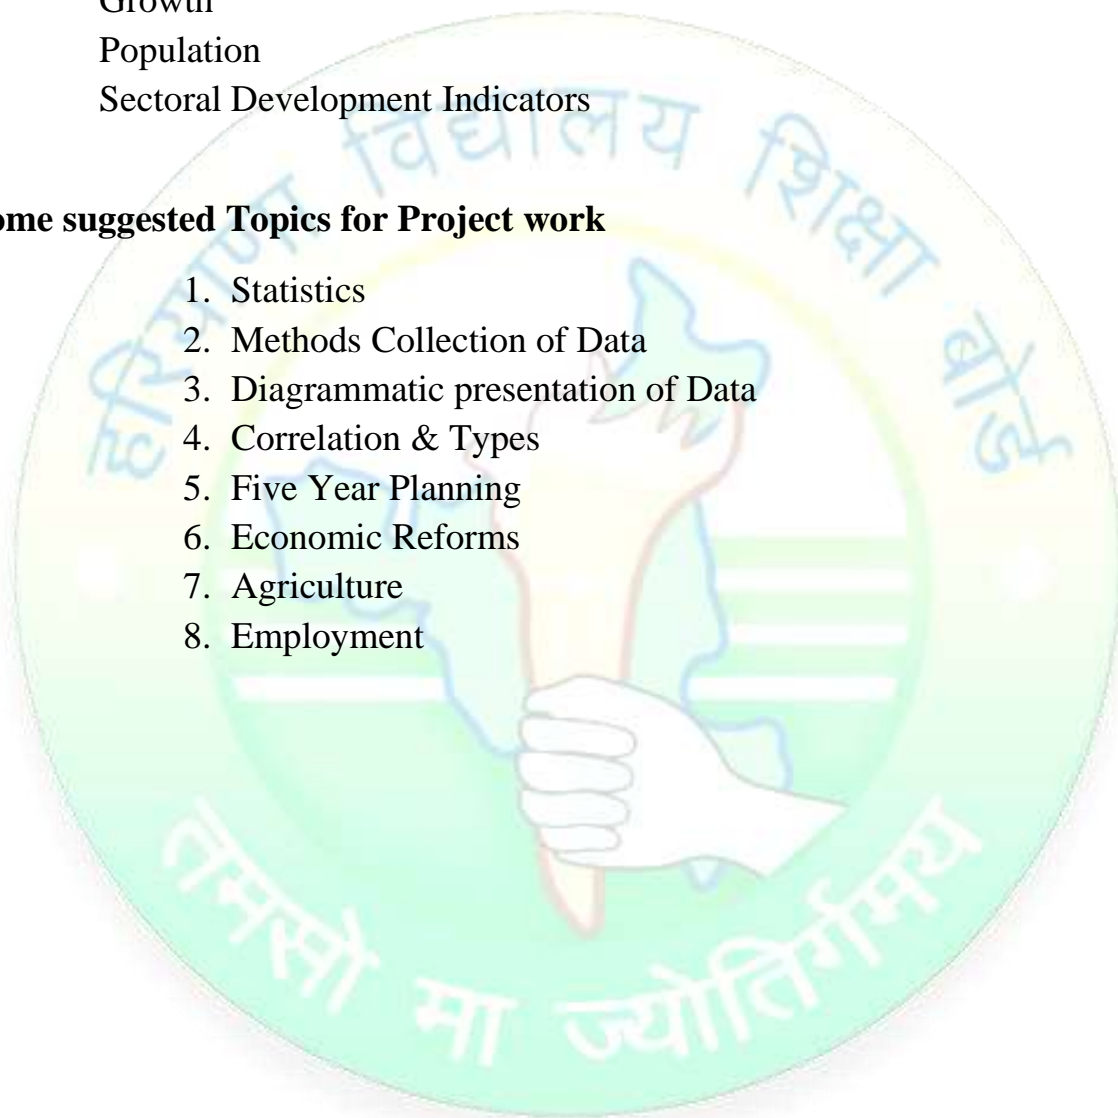 Growth
Population
Sectoral Development Indicators
हरियाणा विद्यालय शिक्षा बोर्ड
ome suggested Topics for Project work
1. Statistics
2. Methods Collection of Data
3. Diagrammatic presentation of Data
4. Correlation & Types
5. Five Year Planning
6. Economic Reforms
7. Agriculture
8. Employment
तमसो मा ज्योतिर्गमय